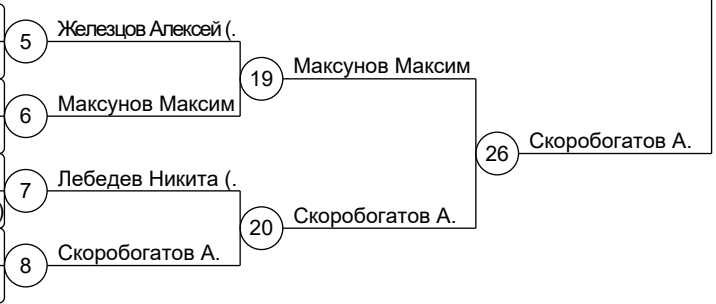 5 Железцов Алексей (.
19 Максунов Максим
6 Максунов Максим
26 Скоробогатов А.
7 Лебедев Никита (.
)
20 Скоробогатов А.
8 Скоробогатов А.